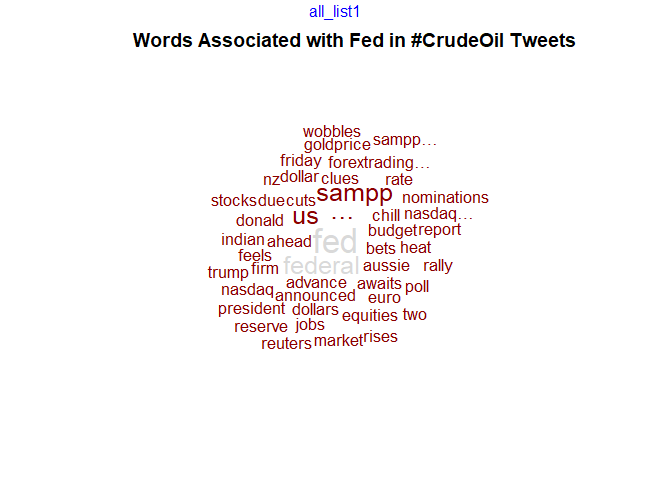 all_list1
Words Associated with Fed in #CrudeOil Tweets
wobbles
goldprice sampp…
friday forextrading…
nz dollar clues rate
stocks due cuts sampp nominations
donald us … chill nasdaq…
budget report
indian ahead fed bets heat
feels federal aussie rally
trump firm
nasdaq advance awaits poll
announced euro
president dollars equities two
reserve jobs
reuters market rises